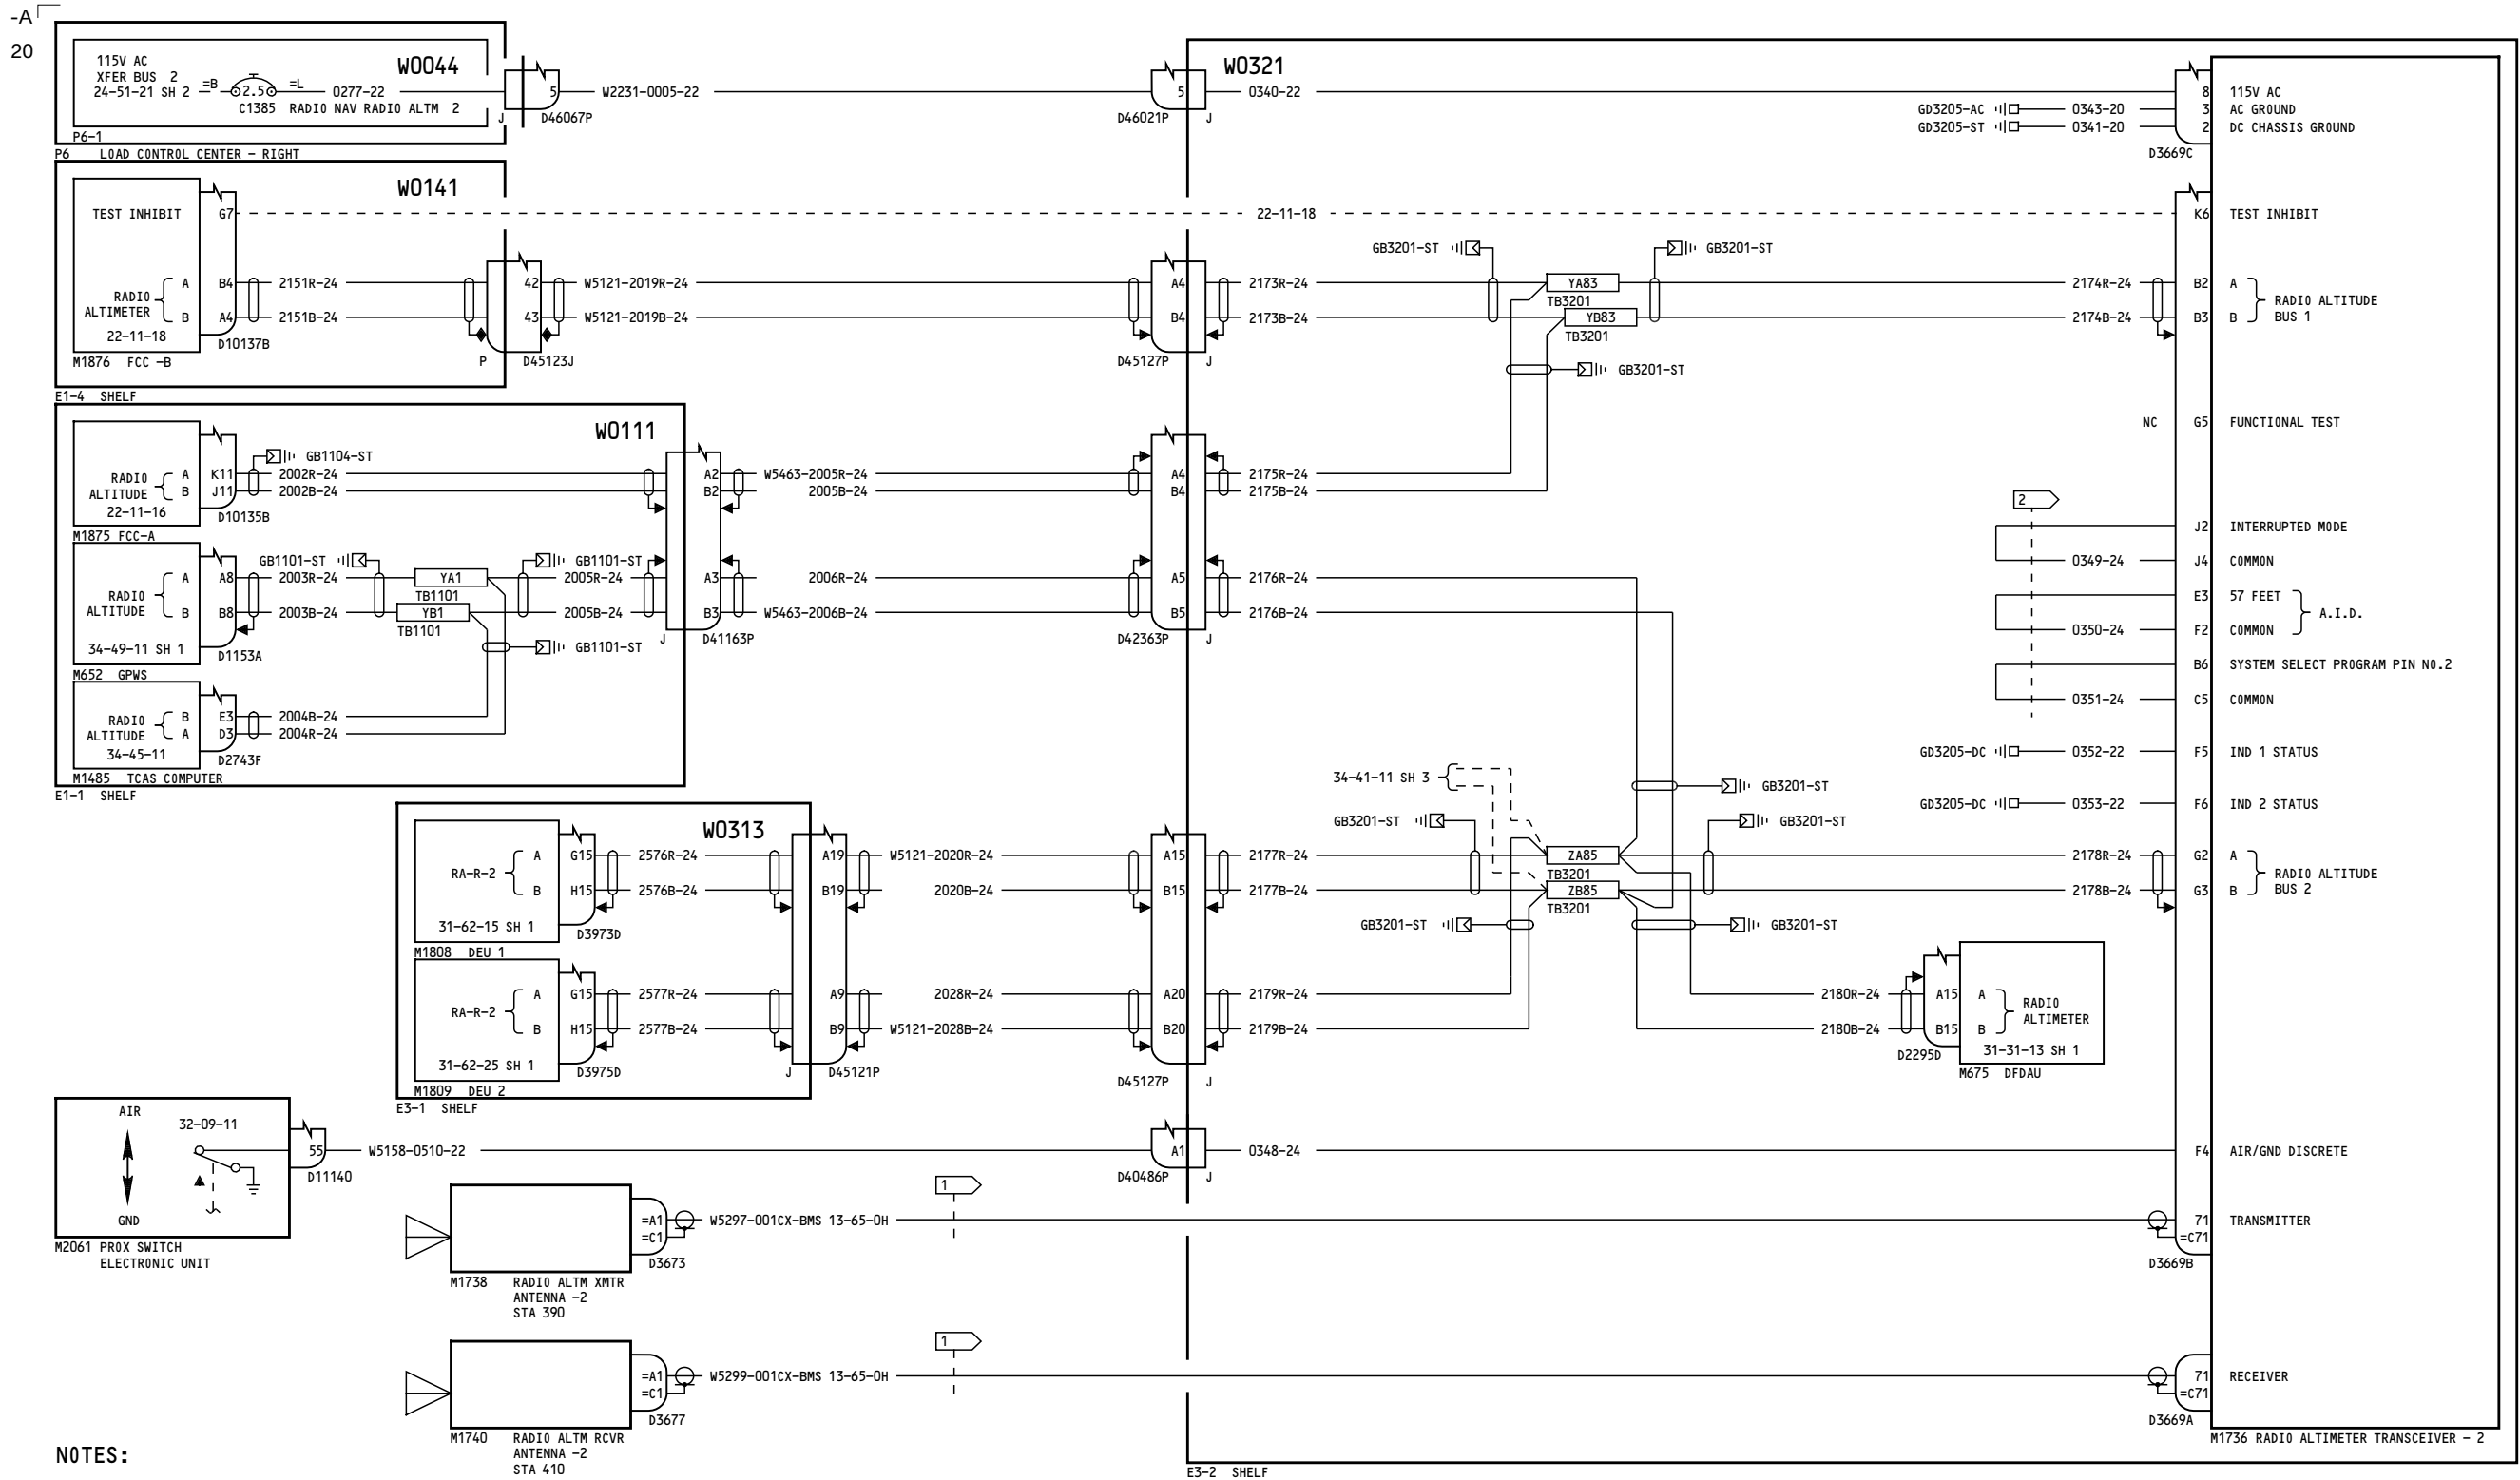 -A
20
115V AC
XFER BUS 2
24-51-21 SH 2
=B
2.5
=L
0277-22
C1385 RADIO NAV RADIO ALTM 2
W0044
P6-1
P6 LOAD CONTROL CENTER - RIGHT
J
5
D46067P
W2231-0005-22
5
D46021P
J
W0321
0340-22
8 115V AC
GD3205-AC 0343-20 3 AC GROUND
GD3205-ST 0341-20 2 DC CHASSIS GROUND
D3669C
W0141
TEST INHIBIT G7
22-11-18
K6 TEST INHIBIT
RADIO
ALTIMETER
A B4 2151R-24
B A4 2151B-24
22-11-18
D10137B
M1876 FCC -B
E1-4 SHELF
P
42 W5121-2019R-24
43 W5121-2019B-24
D45123J
A4 2173R-24
B4 2173B-24
D45127P
J
GB3201-ST
GB3201-ST
YA83
TB3201
YB83
TB3201
GB3201-ST
2174R-24 B2 A
2174B-24 B3 B
RADIO ALTITUDE
BUS 1
NC G5 FUNCTIONAL TEST
W0111
RADIO
ALTITUDE
A K11 2002R-24
B J11 2002B-24
GB1104-ST
22-11-16
D10135B
M1875 FCC-A
A2 W5463-2005R-24
B2 2005B-24
A4 2175R-24
B4 2175B-24
RADIO
ALTITUDE
A A8 2003R-24
B B8 2003B-24
GB1101-ST
YA1
TB1101
YB1
TB1101
GB1101-ST
2005R-24
2005B-24
GB1101-ST
34-49-11 SH 1
D1153A
M652 GPWS
A3 2006R-24
B3 W5463-2006B-24
J
D41163P
A5 2176R-24
B5 2176B-24
D42363P
J
RADIO
ALTITUDE
B E3 2004B-24
A D3 2004R-24
34-45-11
D2743F
M1485 TCAS COMPUTER
E1-1 SHELF
2
J2 INTERRUPTED MODE
0349-24 J4 COMMON
E3 57 FEET
A.I.D.
0350-24 F2 COMMON
B6 SYSTEM SELECT PROGRAM PIN NO.2
0351-24 C5 COMMON
GD3205-DC 0352-22 F5 IND 1 STATUS
GD3205-DC 0353-22 F6 IND 2 STATUS
34-41-11 SH 3
GB3201-ST
GB3201-ST
GB3201-ST
W0313
RA-R-2
A G15 2576R-24
B H15 2576B-24
31-62-15 SH 1
D3973D
M1808 DEU 1
A19 W5121-2020R-24
B19 2020B-24
A15 2177R-24
B15 2177B-24
ZA85
TB3201
ZB85
TB3201
GB3201-ST
GB3201-ST
2178R-24 G2 A
2178B-24 G3 B
RADIO ALTITUDE
BUS 2
RA-R-2
A G15 2577R-24
B H15 2577B-24
31-62-25 SH 1
D3975D
M1809 DEU 2
E3-1 SHELF
A9 2028R-24
B9 W5121-2028B-24
J
D45121P
A20 2179R-24
B20 2179B-24
D45127P
J
2180R-24 A15 A
2180B-24 B15 B
RADIO
ALTIMETER
D2295D
31-31-13 SH 1
M675 DFDAU
AIR
GND
32-09-11
55
W5158-0510-22
D11140
M2061 PROX SWITCH
ELECTRONIC UNIT
A1
D40486P
J
0348-24
F4 AIR/GND DISCRETE
=A1
=C1
W5297-001CX-BMS 13-65-OH
1
D3673
M1738 RADIO ALTM XMTR
ANTENNA -2
STA 390
71 TRANSMITTER
=C71
D3669B
=A1
=C1
W5299-001CX-BMS 13-65-OH
1
D3677
M1740 RADIO ALTM RCVR
ANTENNA -2
STA 410
71 RECEIVER
=C71
D3669A
M1736 RADIO ALTIMETER TRANSCEIVER - 2
E3-2 SHELF
NOTES: